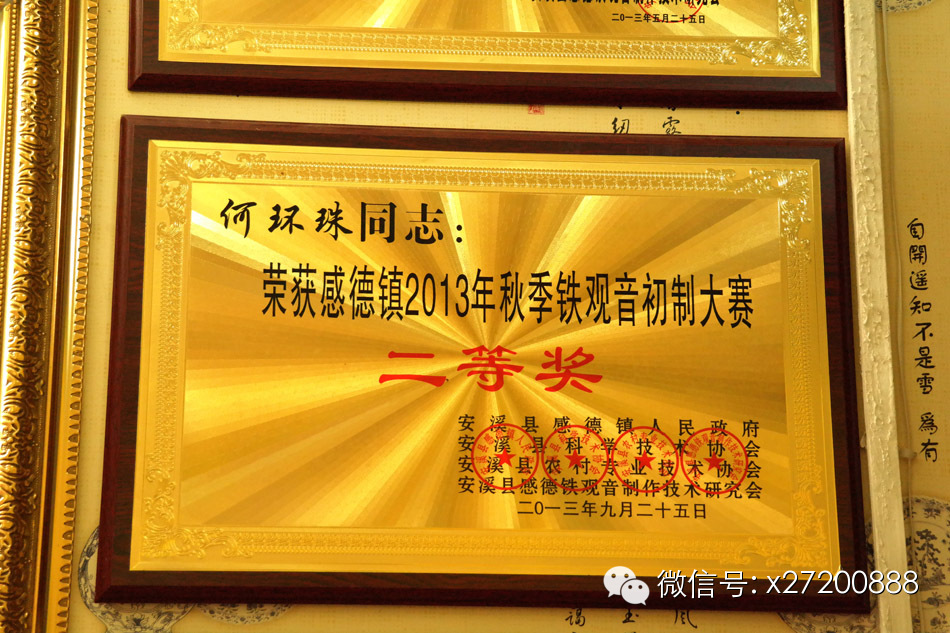 二〇一三年五月二十五日
何环珠同志：
荣获感德镇2013年秋季铁观音初制大赛
二等奖
安溪县感德镇人民政府
安溪县科学技术协会
安溪县农村专业技术协会
安溪县感德铁观音制作技术研究会
二〇一三年九月二十五日
自開遥知不是雪 為有
微信号: x27200888